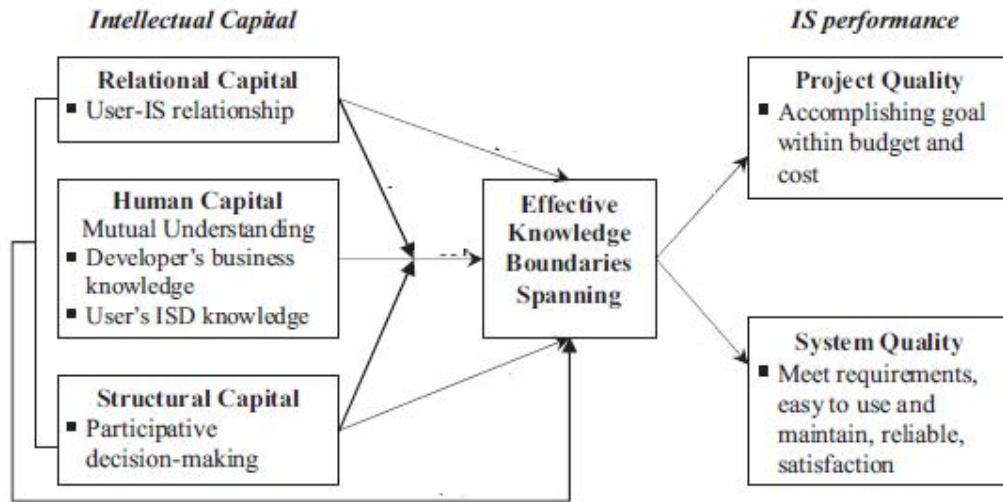 Intellectual Capital
IS performance
Relational Capital
▪ User-IS relationship
Human Capital
Mutual Understanding
▪ Developer's business
knowledge
▪ User's ISD knowledge
Structural Capital
▪ Participative
decision-making
Effective
Knowledge
Boundaries
Spanning
Project Quality
▪ Accomplishing goal
within budget and
cost
System Quality
▪ Meet requirements,
easy to use and
maintain, reliable,
satisfaction